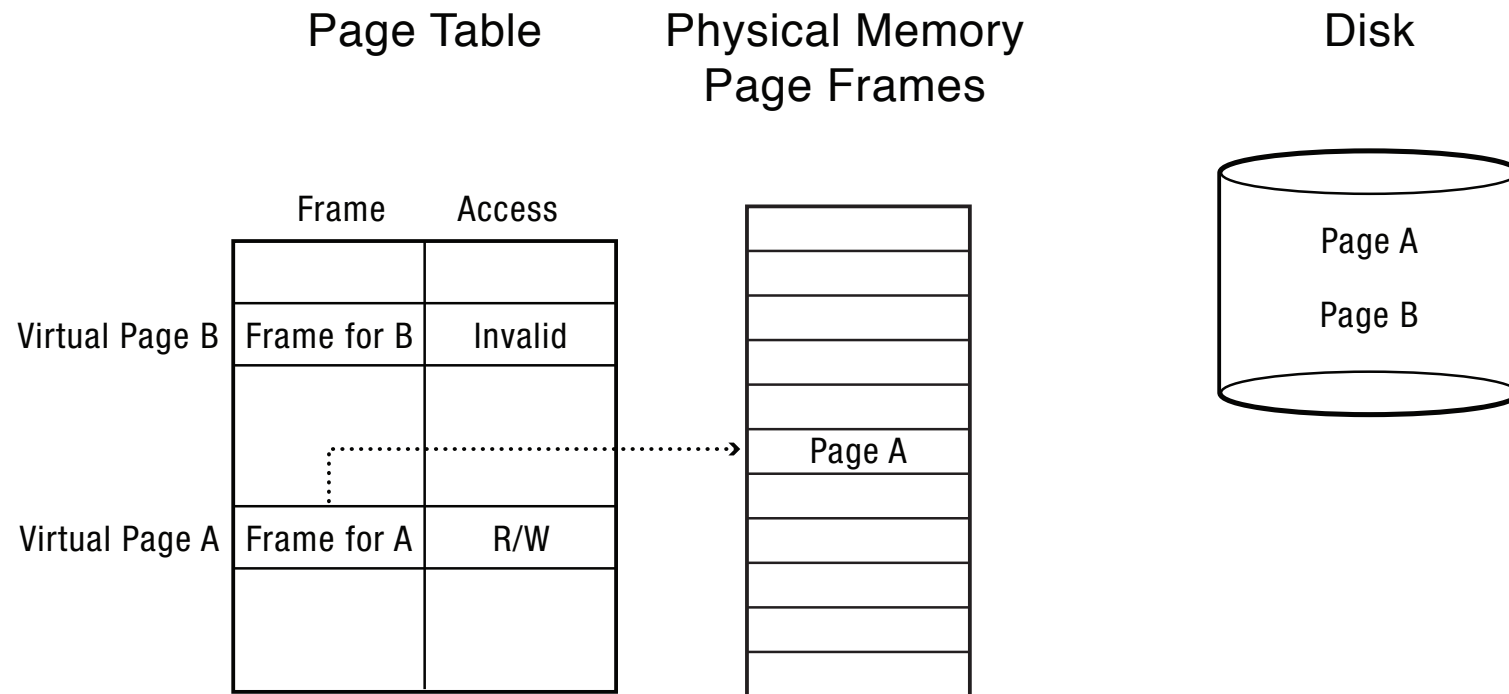 Page Table
Physical Memory
Page Frames
Disk
Frame
Access
Virtual Page B
Frame for B
Invalid
Page A
Virtual Page A
Frame for A
R/W
Page A
Page B